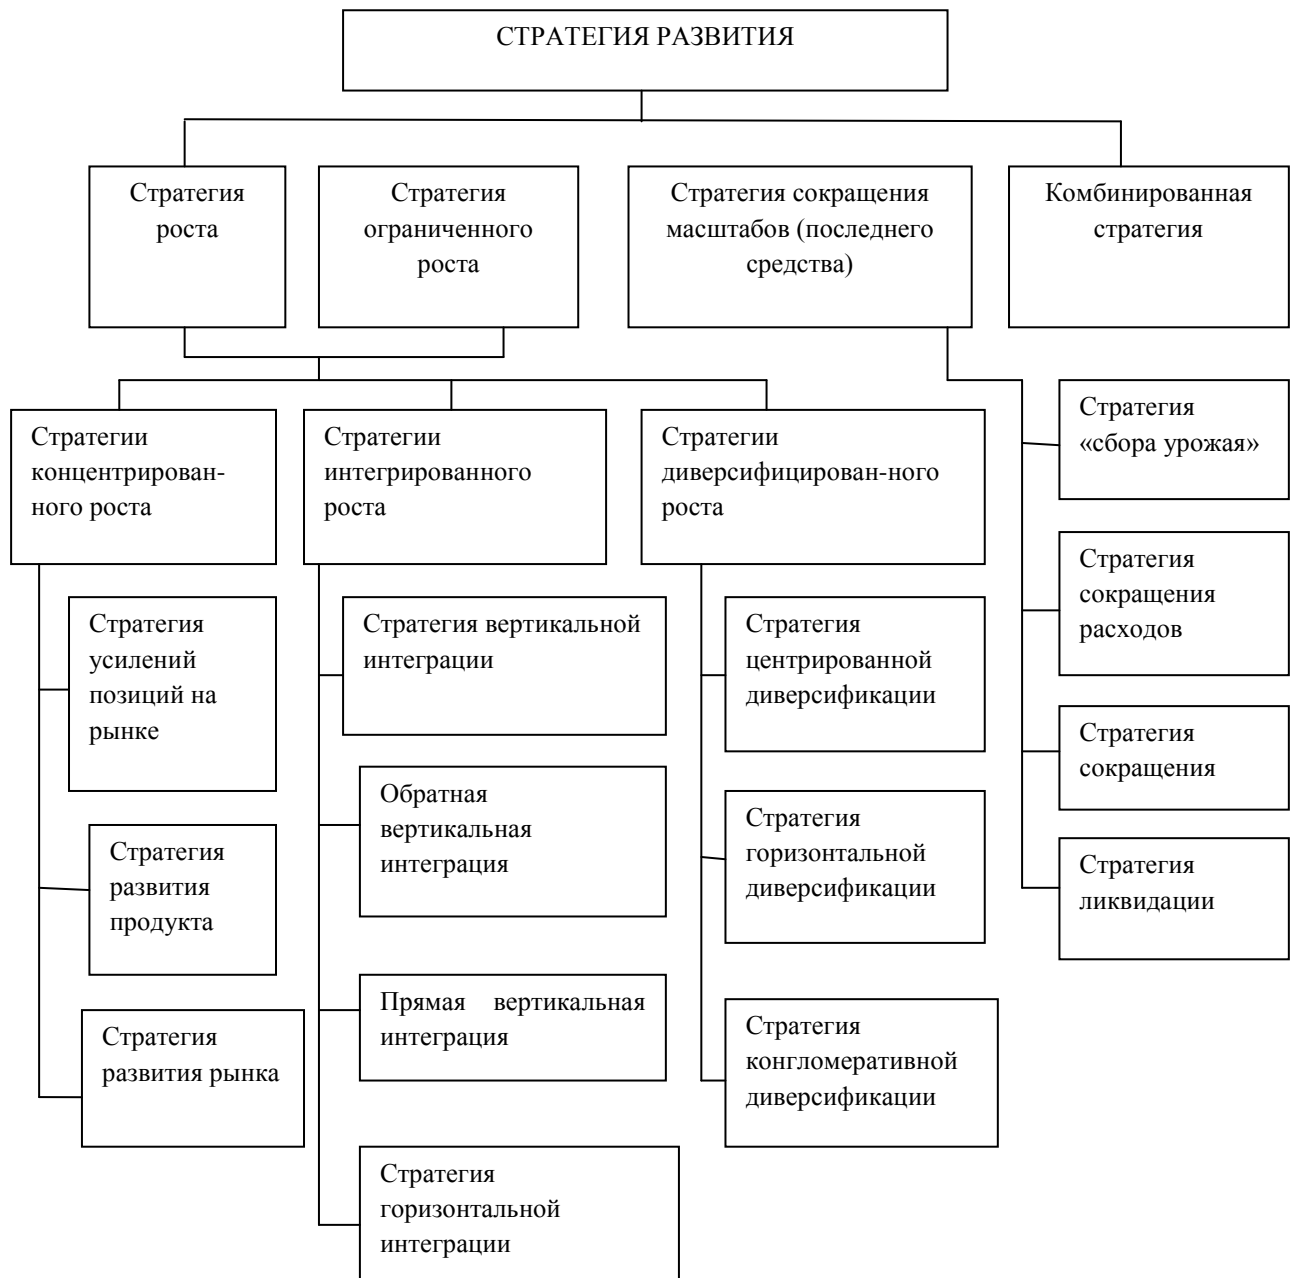 СТРАТЕГИЯ РАЗВИТИЯ
Стратегия
роста
Стратегия
ограниченного
роста
Стратегия сокращения
масштабов (последнего
средства)
Комбинированная
стратегия
Стратегии
концентрирован-
ного роста
Стратегии
интегрированного
роста
Стратегии
диверсифицирован-ного
роста
Стратегия
«сбора урожая»
Стратегия
усилений
позиций на
рынке
Стратегия вертикальной
интеграции
Стратегия
центрированной
диверсификации
Стратегия
сокращения
расходов
Стратегия
развития
продукта
Обратная
вертикальная
интеграция
Стратегия
горизонтальной
диверсификации
Стратегия
сокращения
Стратегия
ликвидации
Стратегия
развития рынка
Прямая вертикальная
интеграция
Стратегия
конгломеративной
диверсификации
Стратегия
горизонтальной
интеграции